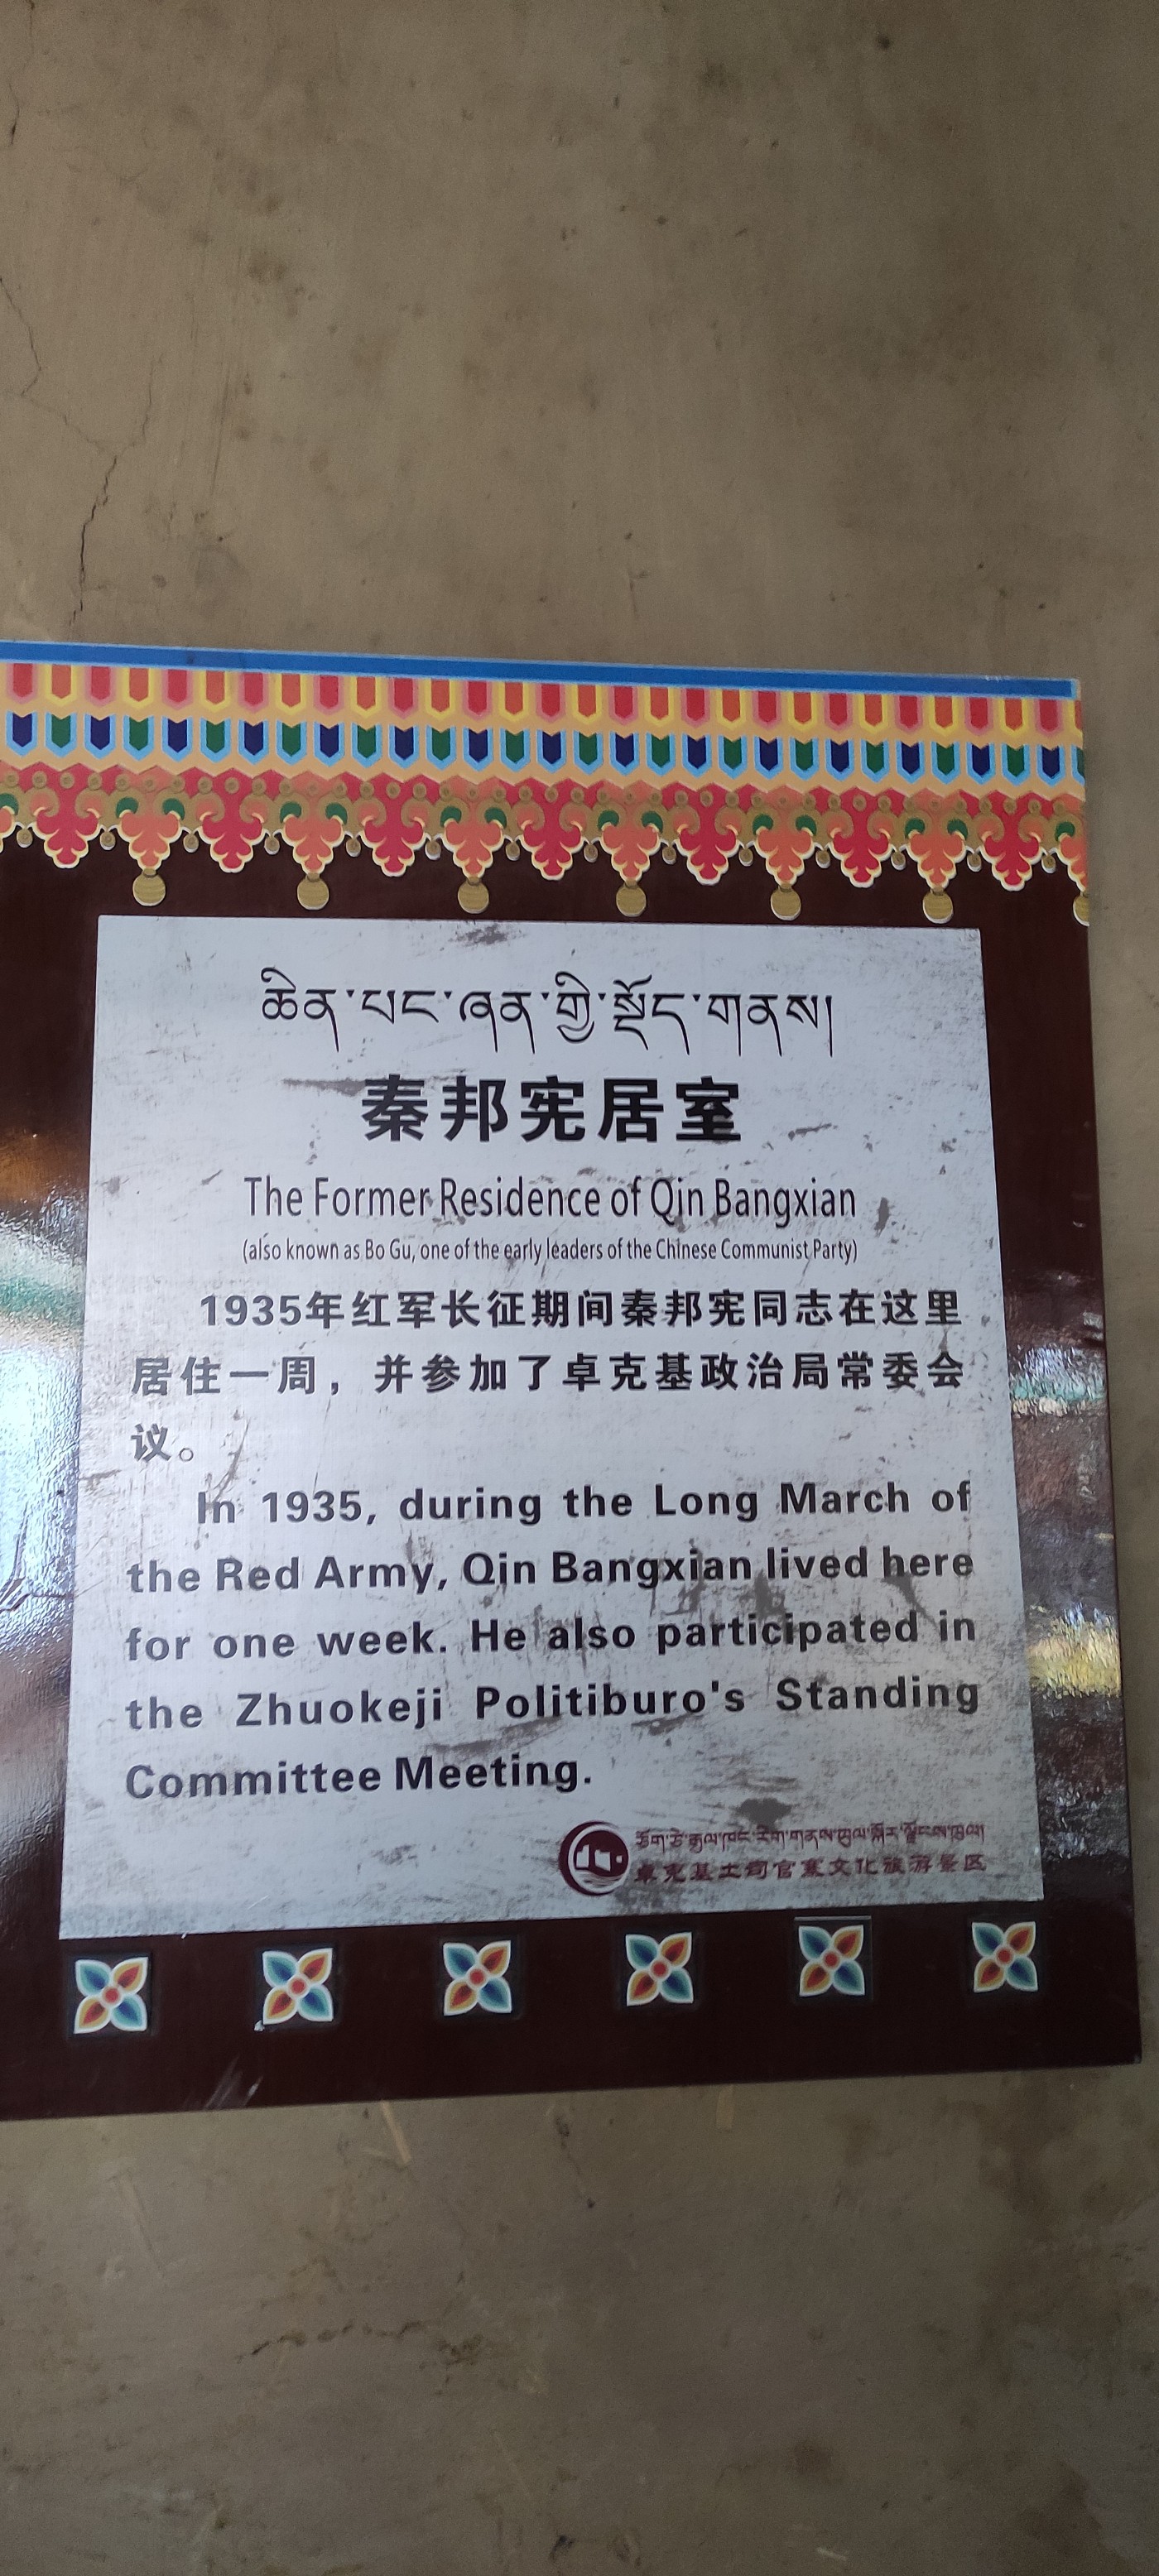 ཆིན་པང་ཞན་གྱི་སྡོད་གནས།
秦邦宪居室
The Former Residence of Qin Bangxian
(also known as Bo Gu, one of the early leaders of the Chinese Communist Party)
1935年红军长征期间秦邦宪同志在这里
居住一周，并参加了卓克基政治局常委会
议。
In 1935, during the Long March of
the Red Army, Qin Bangxian lived here
for one week. He also participated in
the Zhuokeji Politiburo's Standing
Committee Meeting.
卓克基土司官寨文化旅游景区